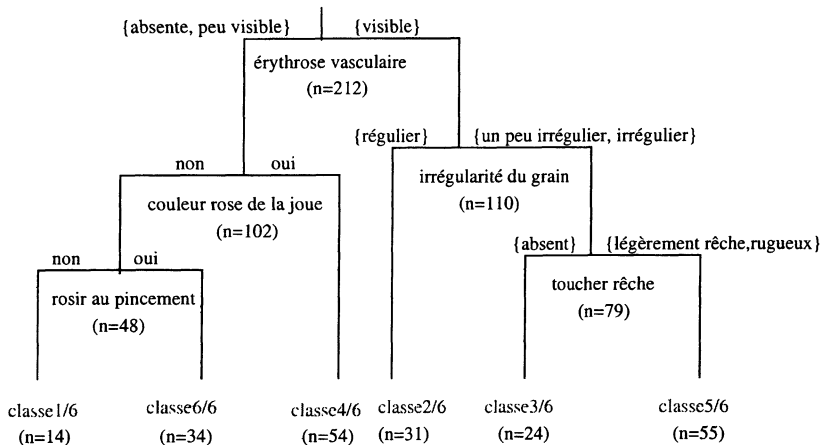 {absente, peu visible} {visible}
érythrose vasculaire
(n=212)
{régulier} {un peu irrégulier, irrégulier}
non oui
irrégularité du grain
(n=110)
couleur rose de la joue
(n=102)
{absent} {légèrement rêche,rugueux}
non oui
toucher rêche
(n=79)
rosir au pincement
(n=48)
classe1/6 classe6/6 classe4/6 classe2/6 classe3/6 classe5/6
(n=14) (n=34) (n=54) (n=31) (n=24) (n=55)